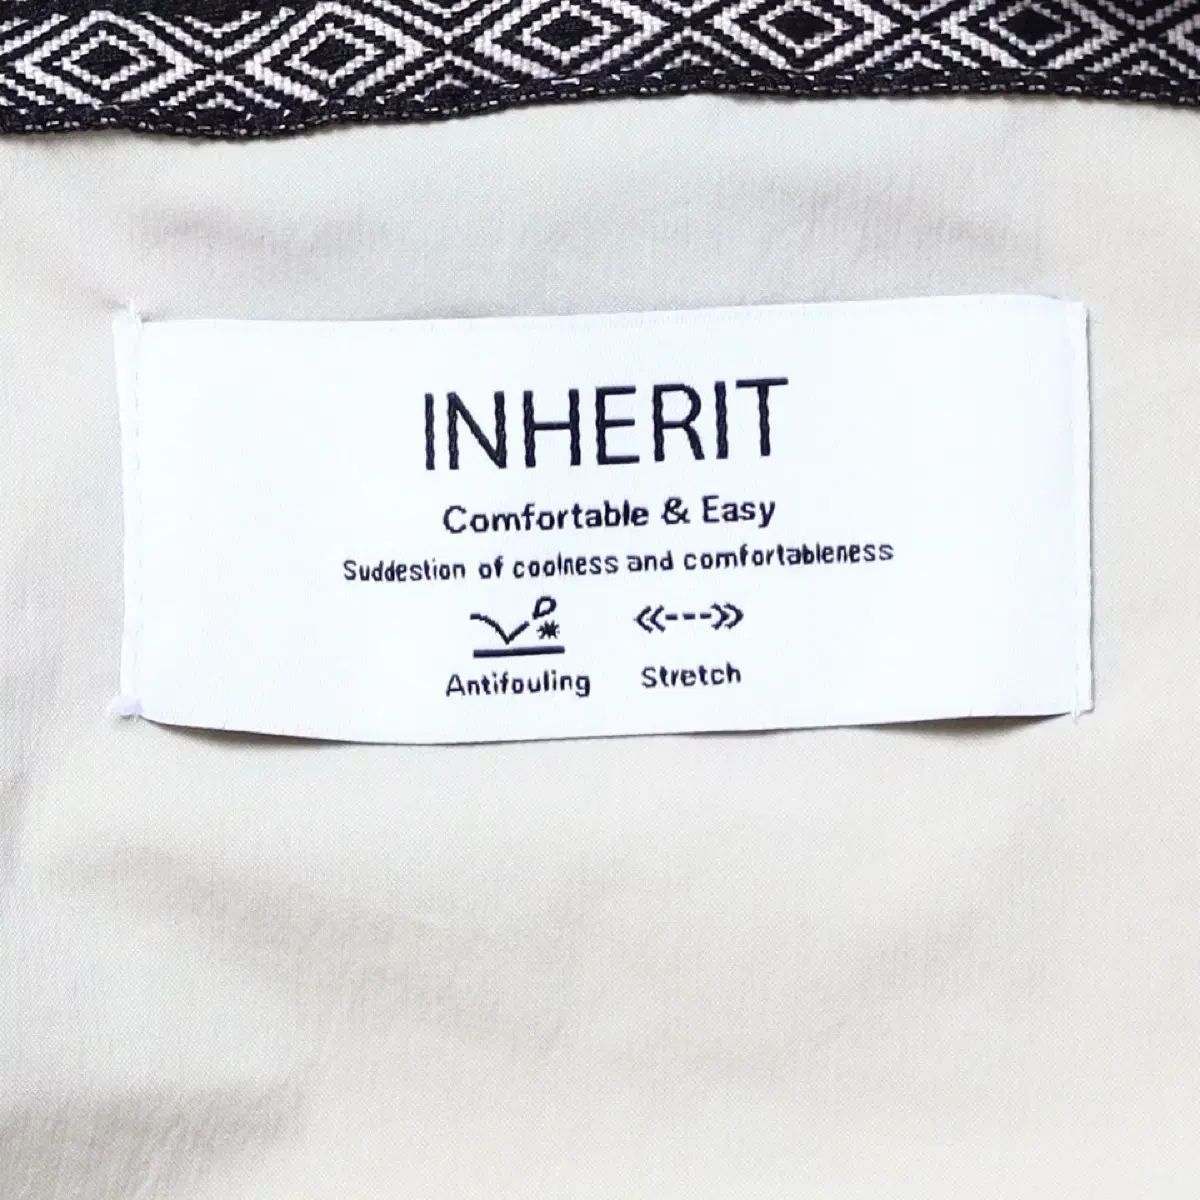 INHERIT
Comfortable & Easy
Suddestion of coolness and comfortableness
Antifouling Stretch